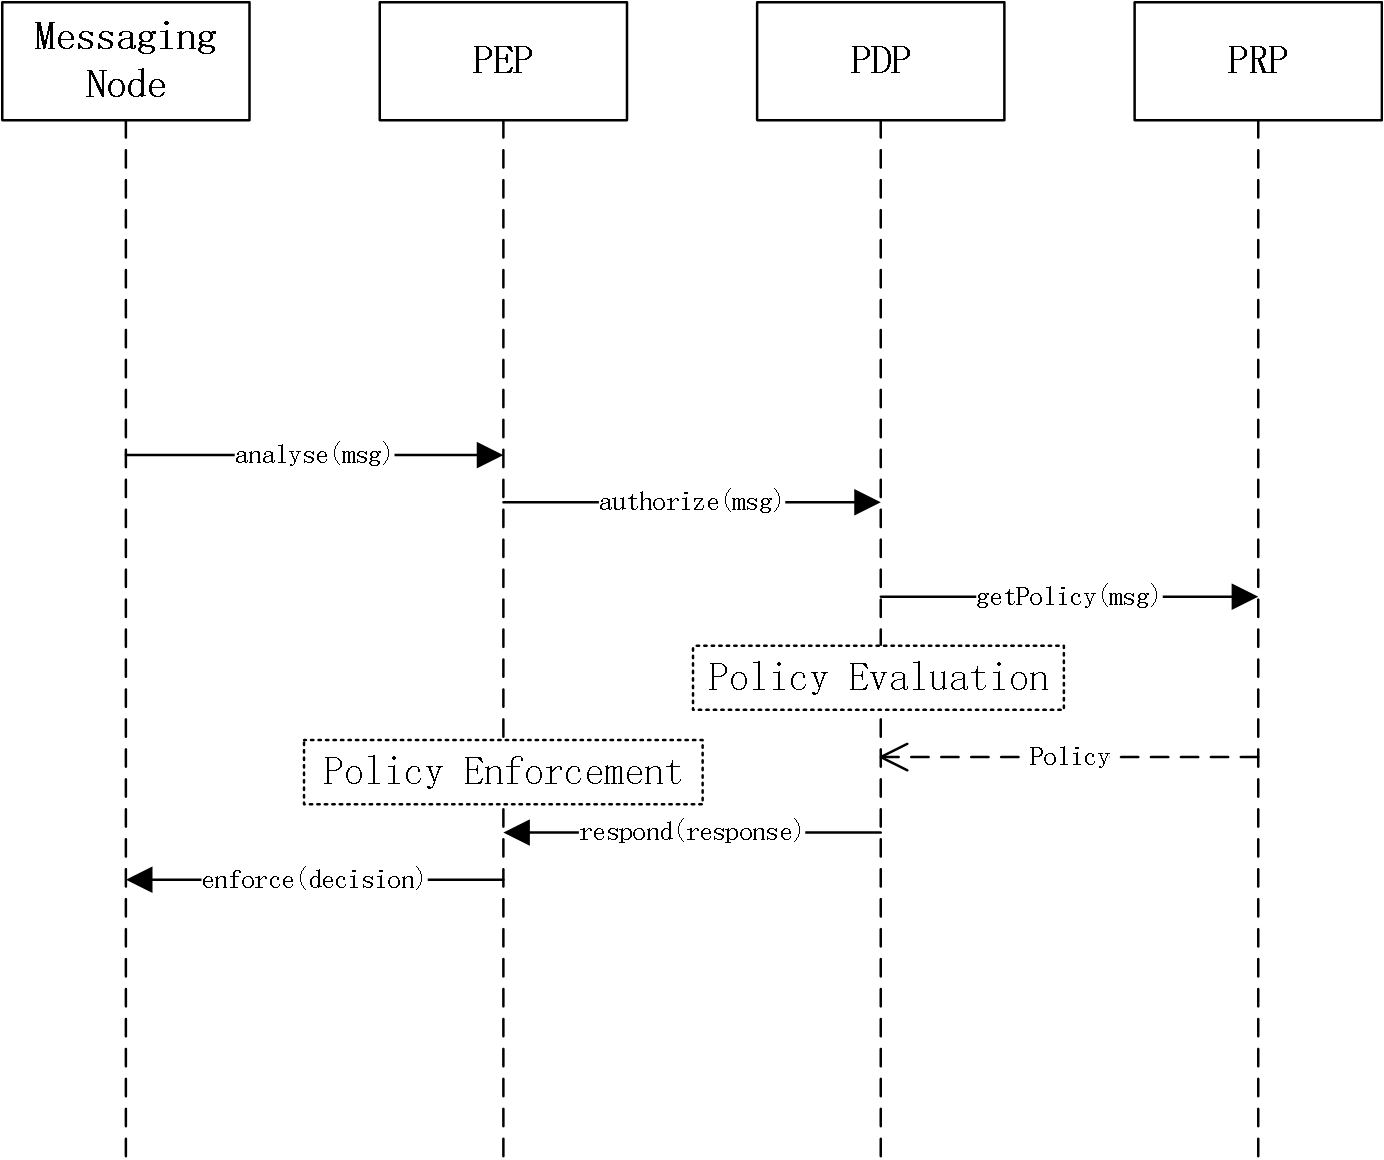 Messaging
Node
PEP
PDP
PRP
analyse(msg)
authorize(msg)
getPolicy(msg)
Policy Evaluation
Policy
Policy Enforcement
respond(response)
enforce(decision)